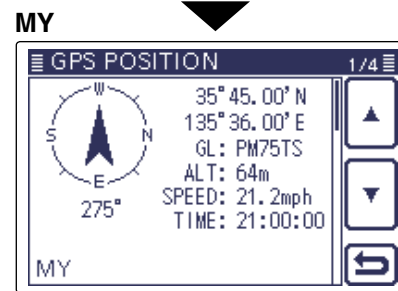 MY
GPS POSITION 1/4
W
S N
E
275°
35°45.00'N
135°36.00'E
GL: PM75TS
ALT: 64m
SPEED: 21.2mph
TIME: 21:00:00
MY